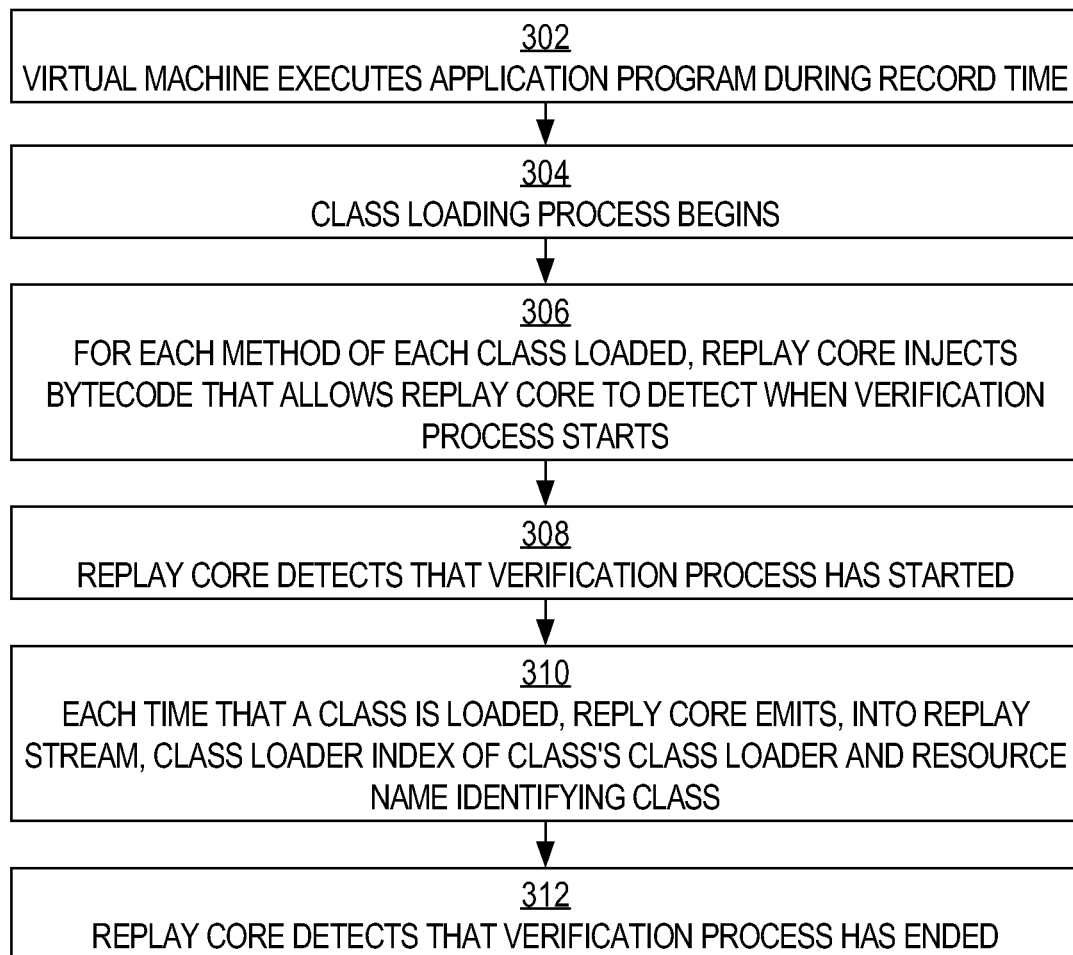 302
VIRTUAL MACHINE EXECUTES APPLICATION PROGRAM DURING RECORD TIME
304
CLASS LOADING PROCESS BEGINS
306
FOR EACH METHOD OF EACH CLASS LOADED, REPLAY CORE INJECTS
BYTECODE THAT ALLOWS REPLAY CORE TO DETECT WHEN VERIFICATION
PROCESS STARTS
308
REPLAY CORE DETECTS THAT VERIFICATION PROCESS HAS STARTED
310
EACH TIME THAT A CLASS IS LOADED, REPLY CORE EMITS, INTO REPLAY
STREAM, CLASS LOADER INDEX OF CLASS'S CLASS LOADER AND RESOURCE
NAME IDENTIFYING CLASS
312
REPLAY CORE DETECTS THAT VERIFICATION PROCESS HAS ENDED